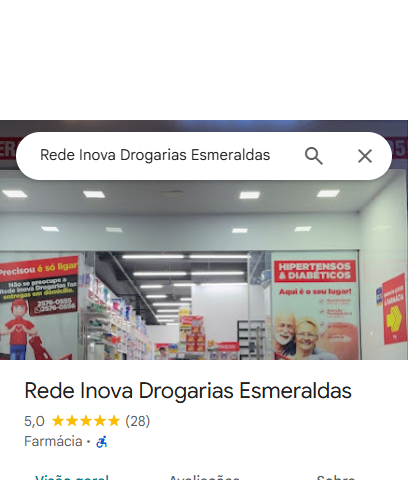 Rede Inova Drogarias Esmeraldas
Precisou é só ligar
Não se preocupe a
Rede Inova Drogarias faz
entregas em domicílio.
2576-0555
2576-0556
HIPERTENSOS
& DIABÉTICOS
Aqui é o seu lugar!
Rede Inova Drogarias Esmeraldas
5,0 (28)
Farmácia ·
Visão geral Avaliações Sobre